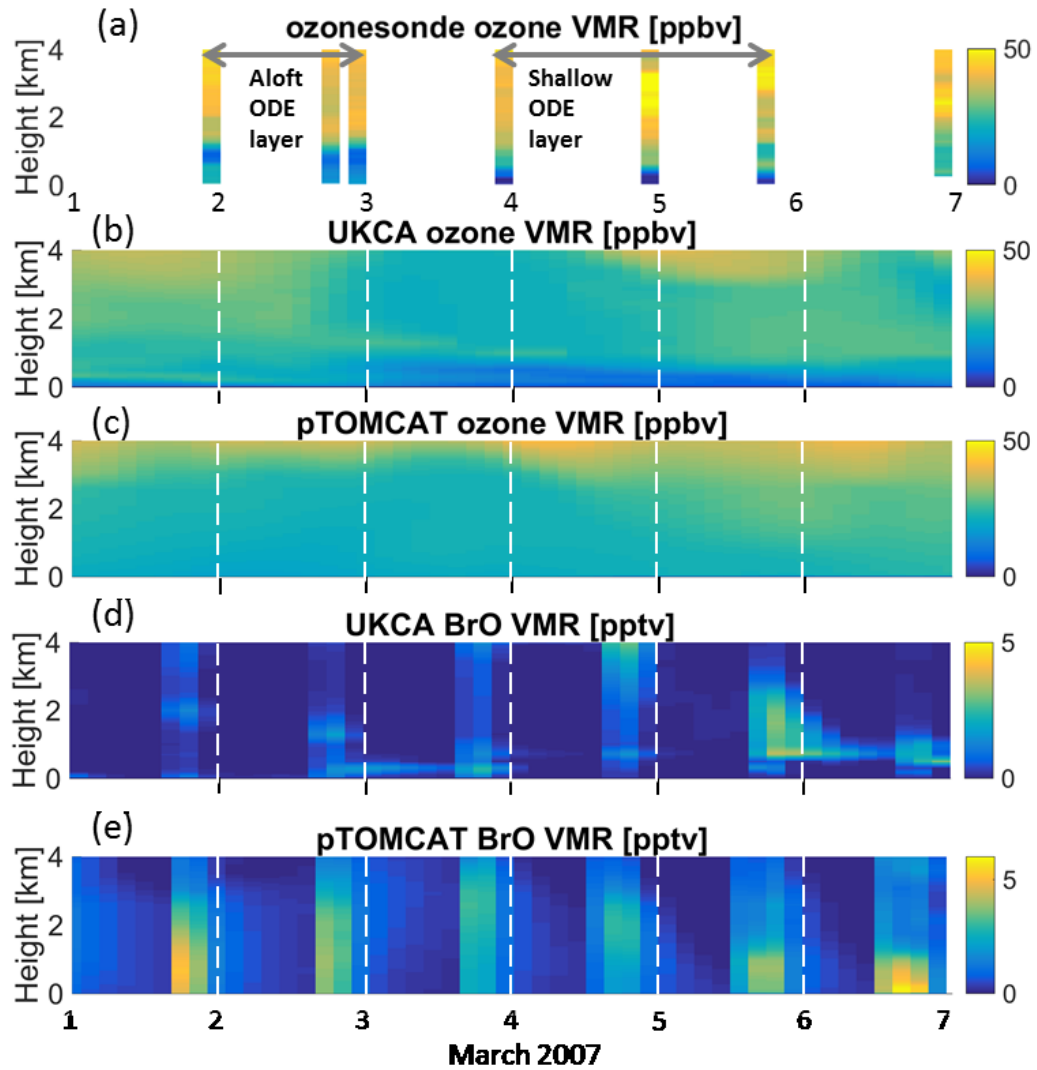 (a)
ozonesonde ozone VMR [ppbv]
Height [km]
4
2
0
Aloft
ODE
layer
Shallow
ODE
layer
50
0
1 2 3 4 5 6 7
(b)
UKCA ozone VMR [ppbv]
Height [km]
4
2
0
50
0
(c)
pTOMCAT ozone VMR [ppbv]
Height [km]
4
2
0
50
0
(d)
UKCA BrO VMR [pptv]
Height [km]
4
2
0
5
0
(e)
pTOMCAT BrO VMR [pptv]
Height [km]
4
2
0
5
0
1 2 3 4 5 6 7
March 2007